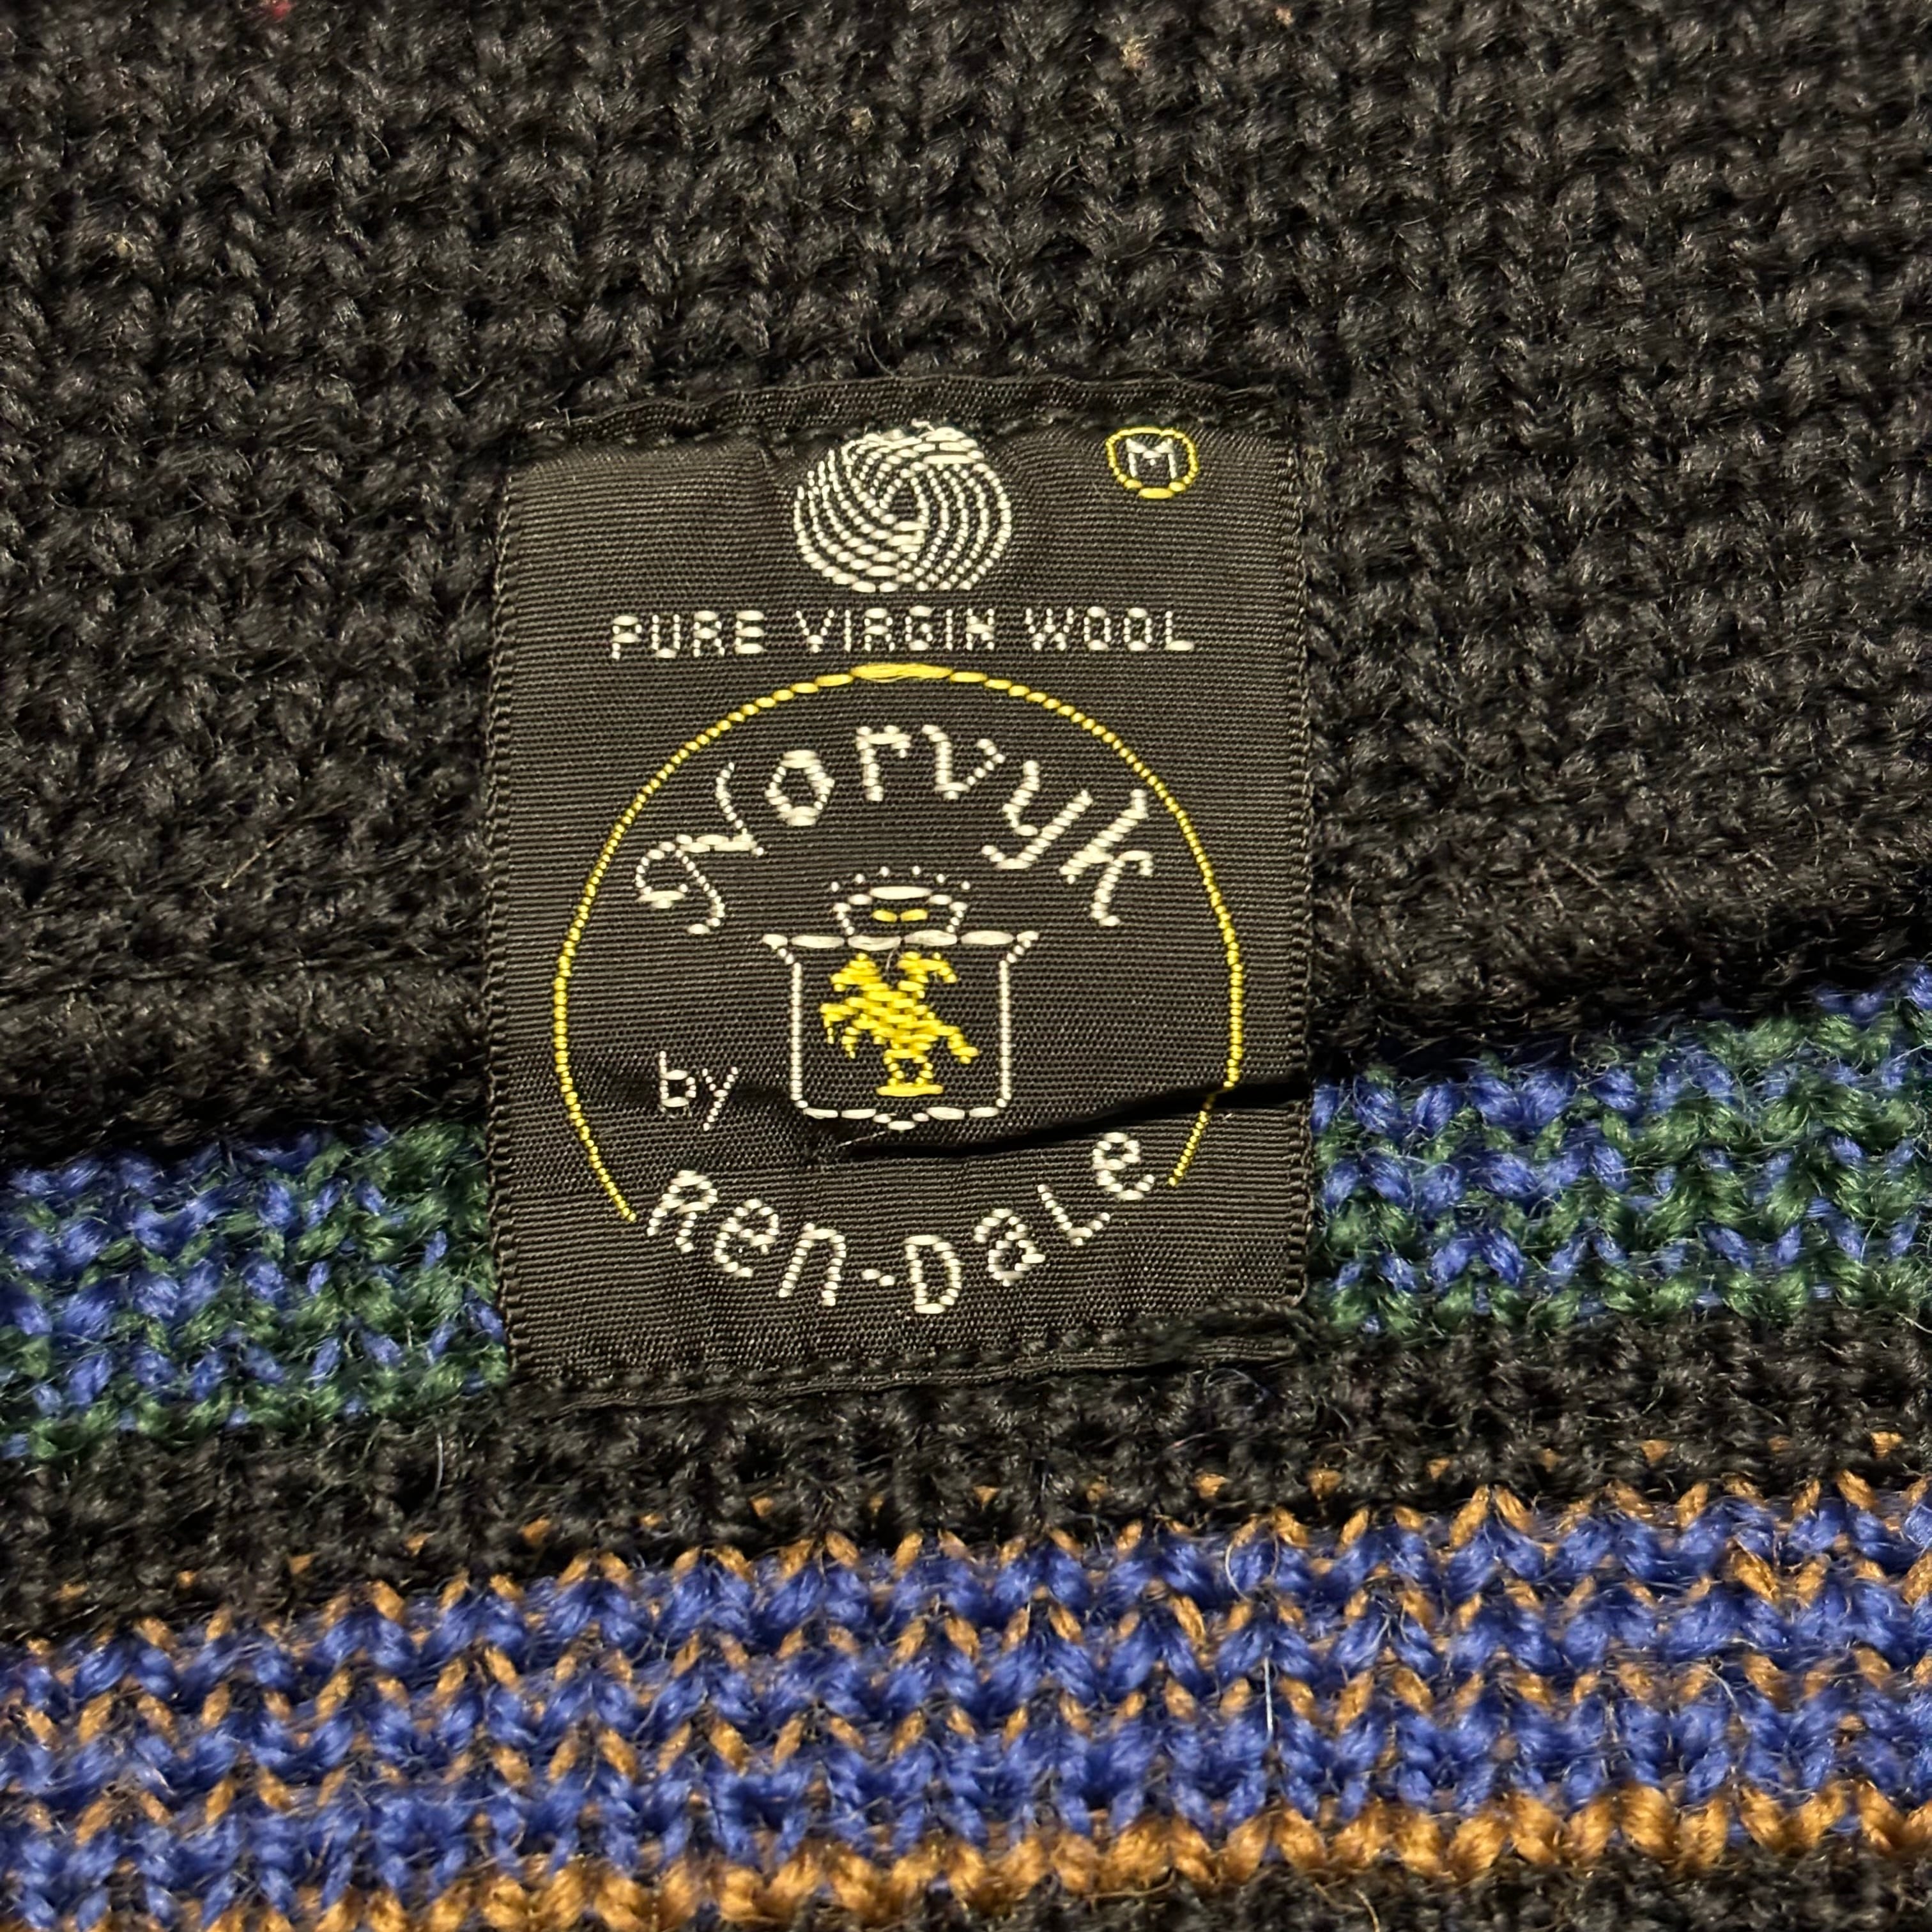 M
PURE VIRGIN WOOL
Norvyk
by
Ren-Dale